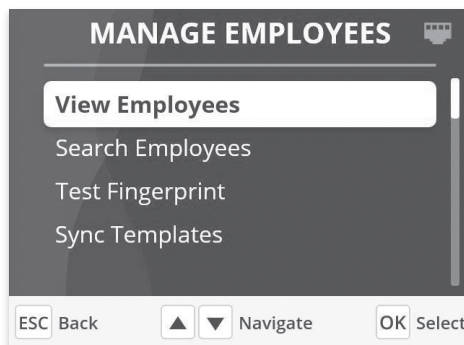 MANAGE EMPLOYEES
View Employees
Search Employees
Test Fingerprint
Sync Templates
ESC Back ▲ ▼ Navigate OK Select